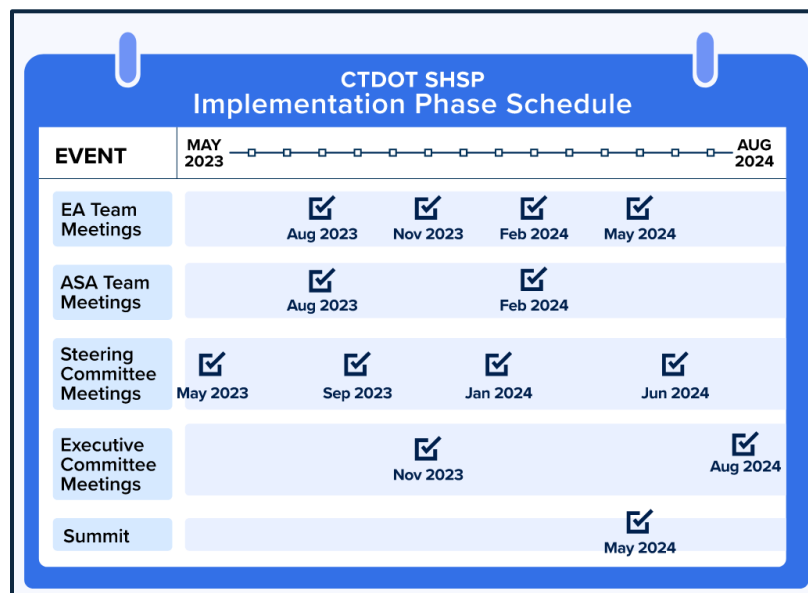 CTDOT SHSP
Implementation Phase Schedule
EVENT
MAY
2023
AUG
2024
EA Team
Meetings
Aug 2023
Nov 2023
Feb 2024
May 2024
ASA Team
Meetings
Aug 2023
Feb 2024
Steering
Committee
Meetings
May 2023
Sep 2023
Jan 2024
Jun 2024
Executive
Committee
Meetings
Nov 2023
Aug 2024
Summit
May 2024